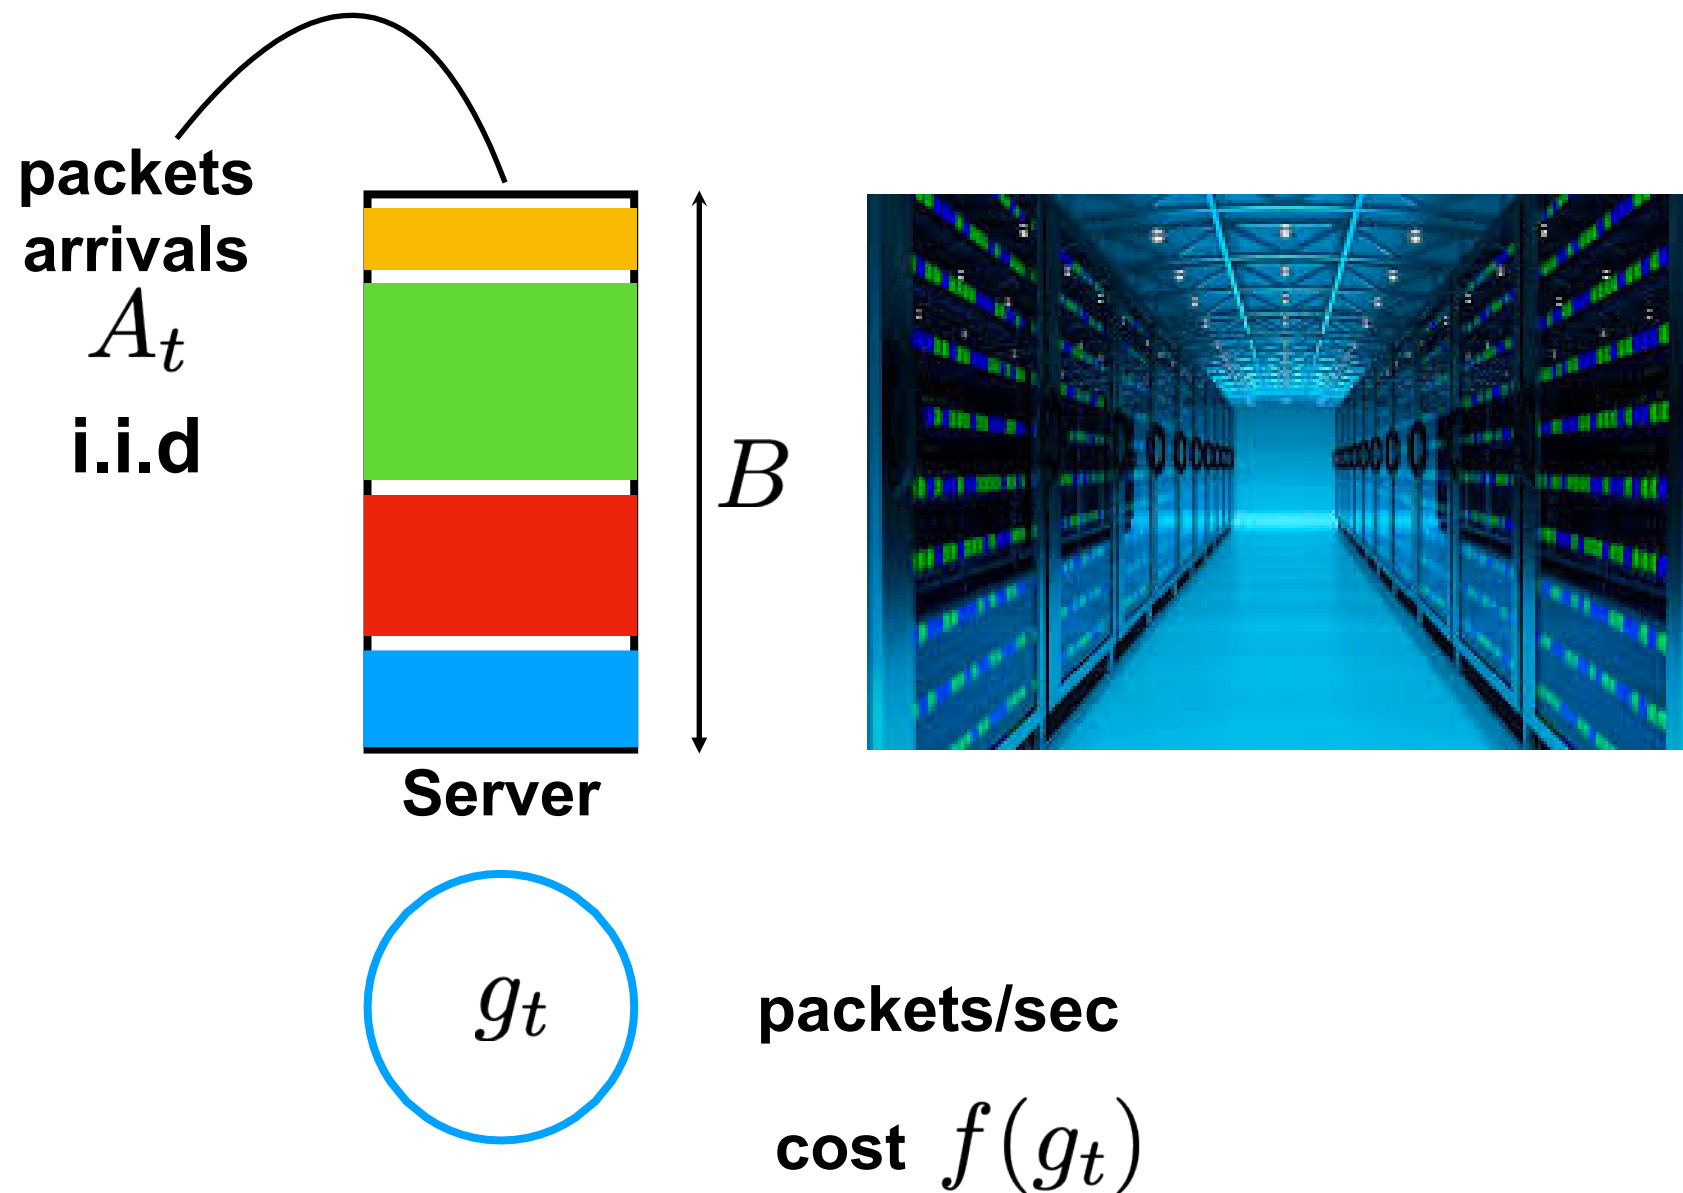 packets
arrivals
A_t
i.i.d
B
Server
g_t
packets/sec
cost f(g_t)